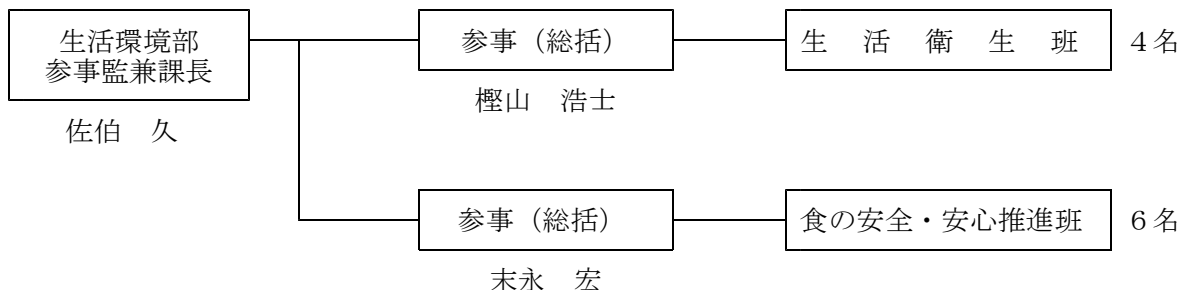 生活環境部
参事監兼課長
佐伯　久
参事（総括）
樫山　浩士
生　活　衛　生　班
４名
参事（総括）
末永　宏
食の安全・安心推進班
６名